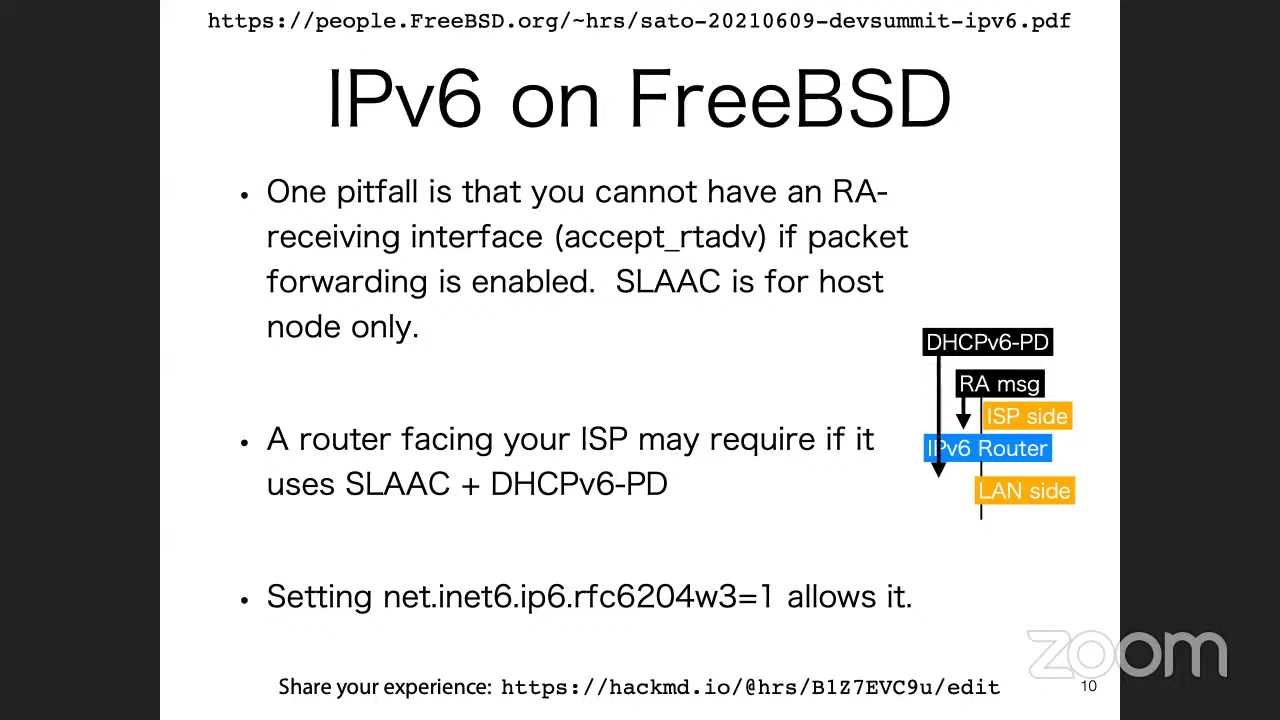 https://people.FreeBSD.org/~hrs/sato-20210609-devsummit-ipv6.pdf
IPv6 on FreeBSD
• One pitfall is that you cannot have an RA-
receiving interface (accept_rtadv) if packet
forwarding is enabled. SLAAC is for host
node only.
DHCPv6-PD
RA msg
ISP side
IPv6 Router
LAN side
• A router facing your ISP may require if it
uses SLAAC + DHCPv6-PD
• Setting net.inet6.ip6.rfc6204w3=1 allows it.
zoom
Share your experience: https://hackmd.io/@hrs/B1Z7EVC9u/edit
10